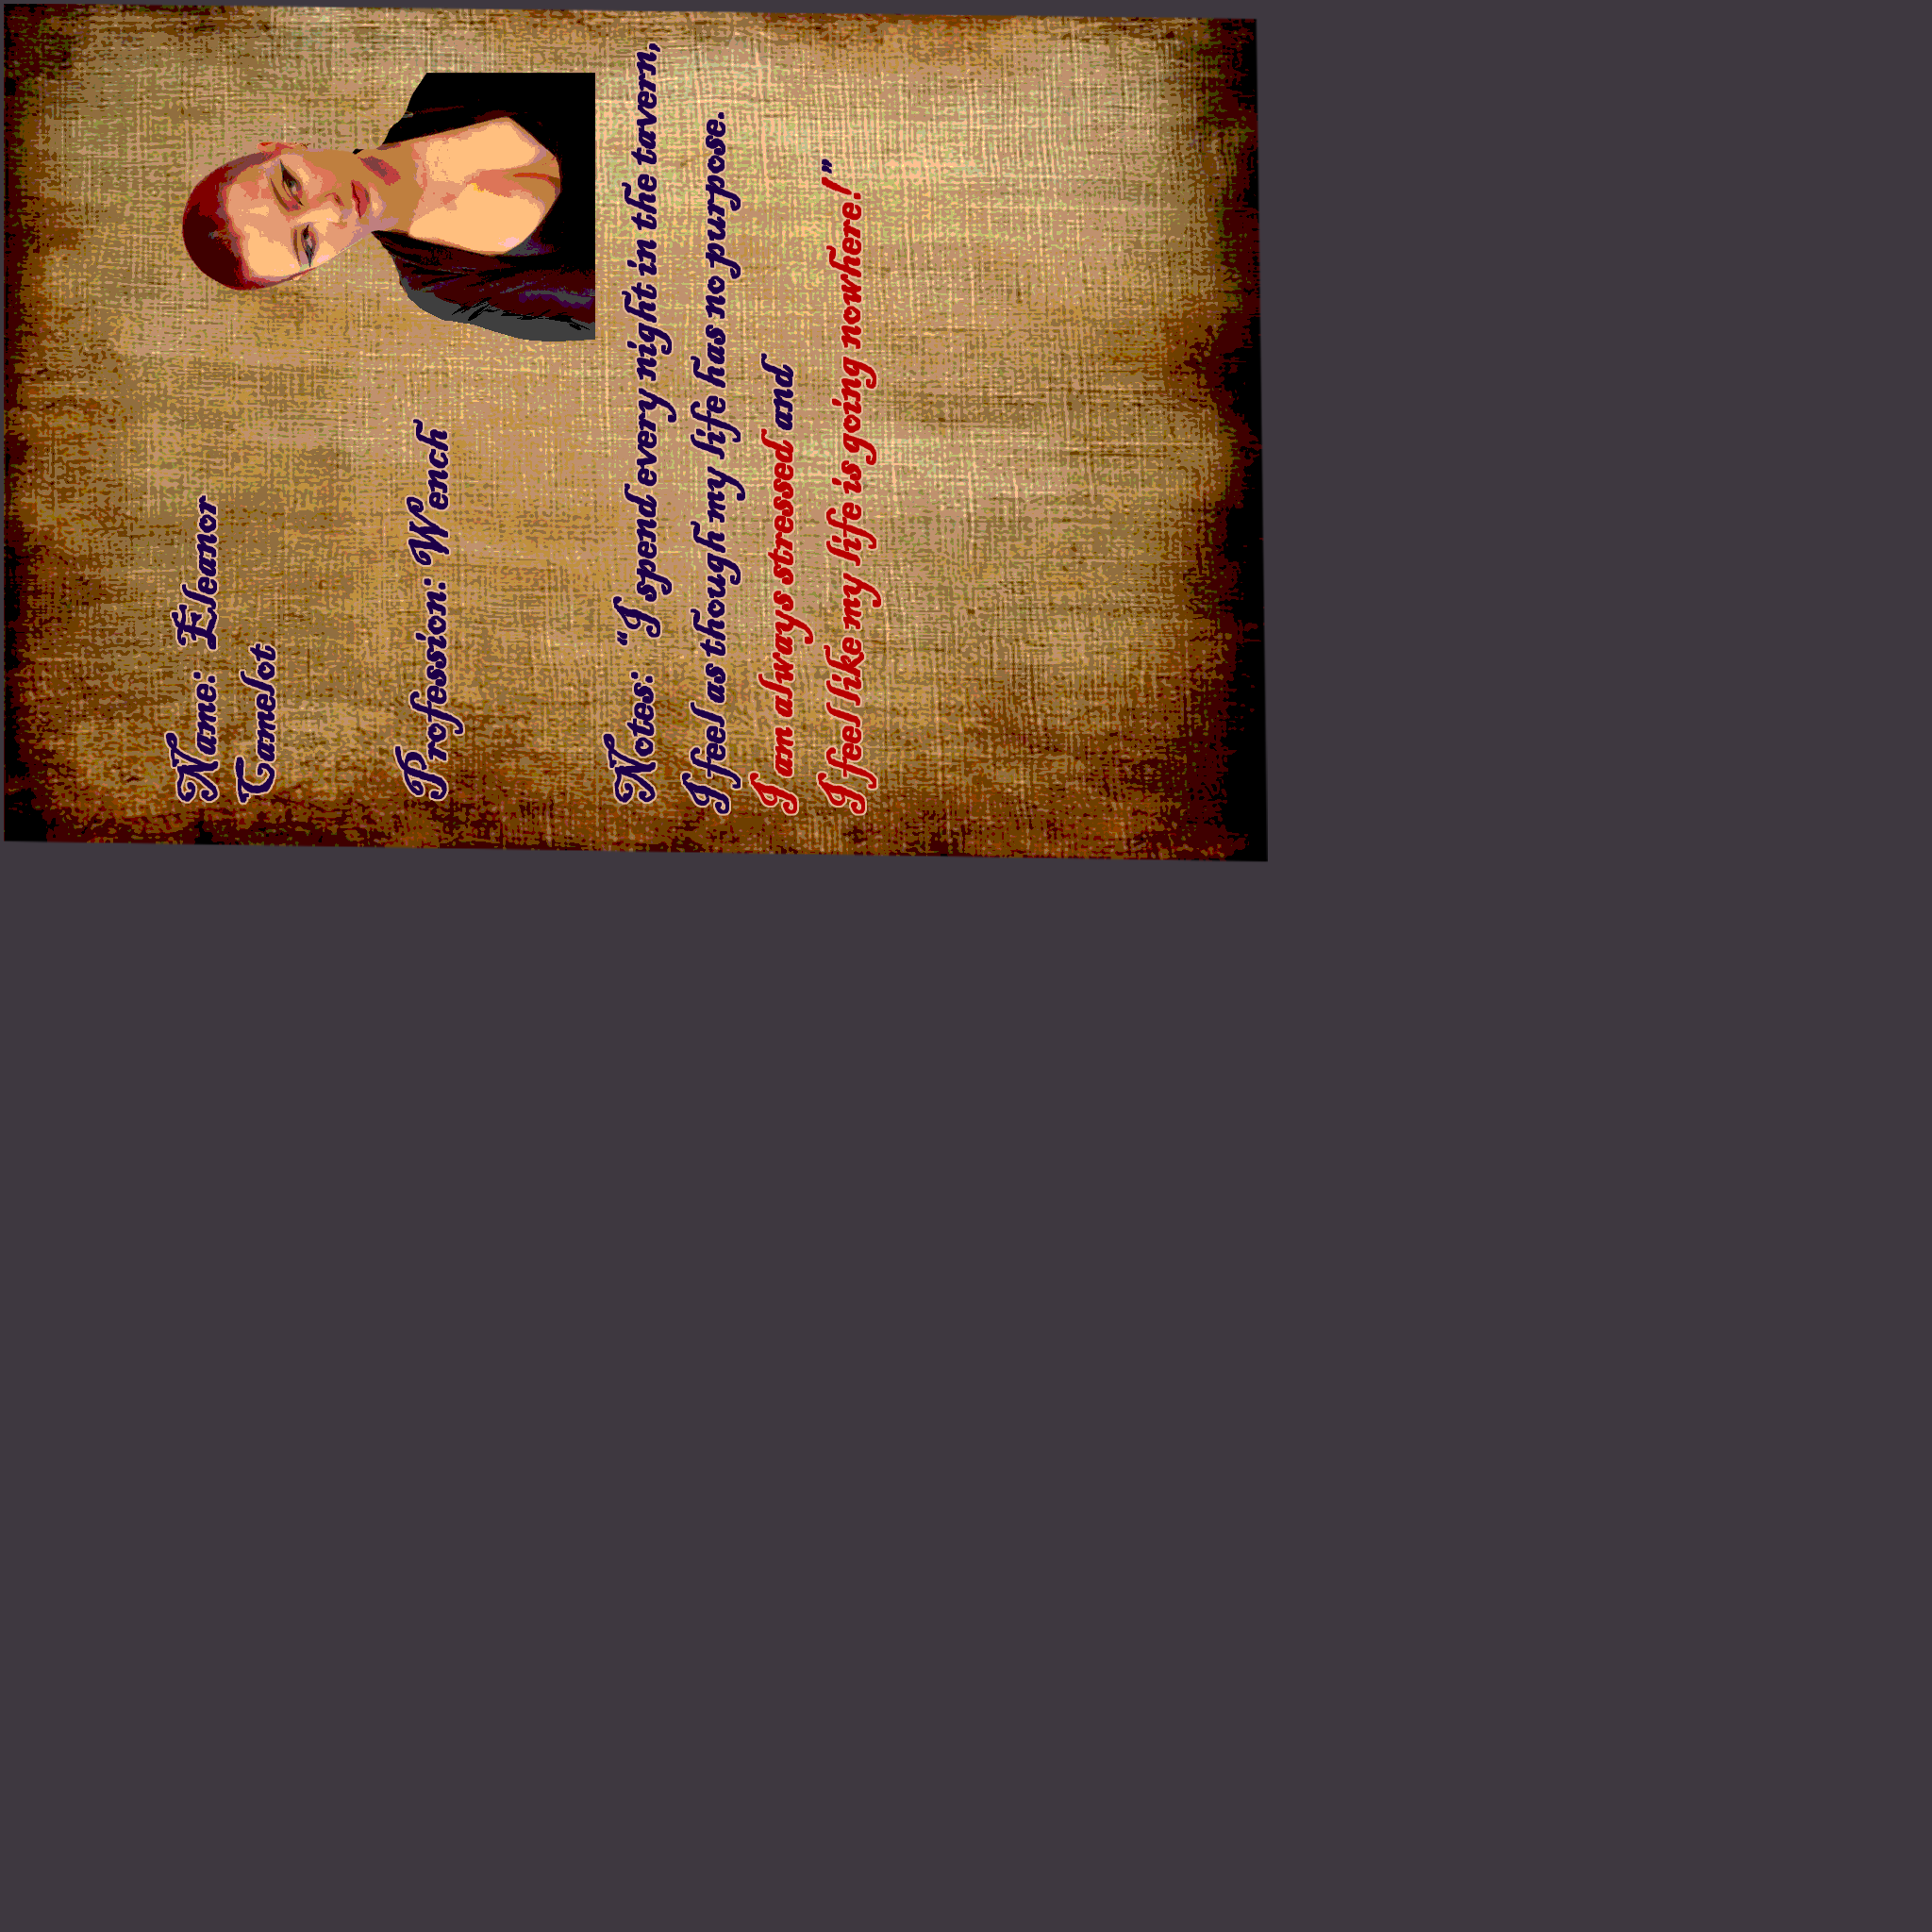 Name:  Eleanor
Camelot
Profession: Wench
Notes:  "I spend every night in the tavern,
I feel as though my life has no purpose.
I am always stressed and
I feel like my life is going nowhere!"